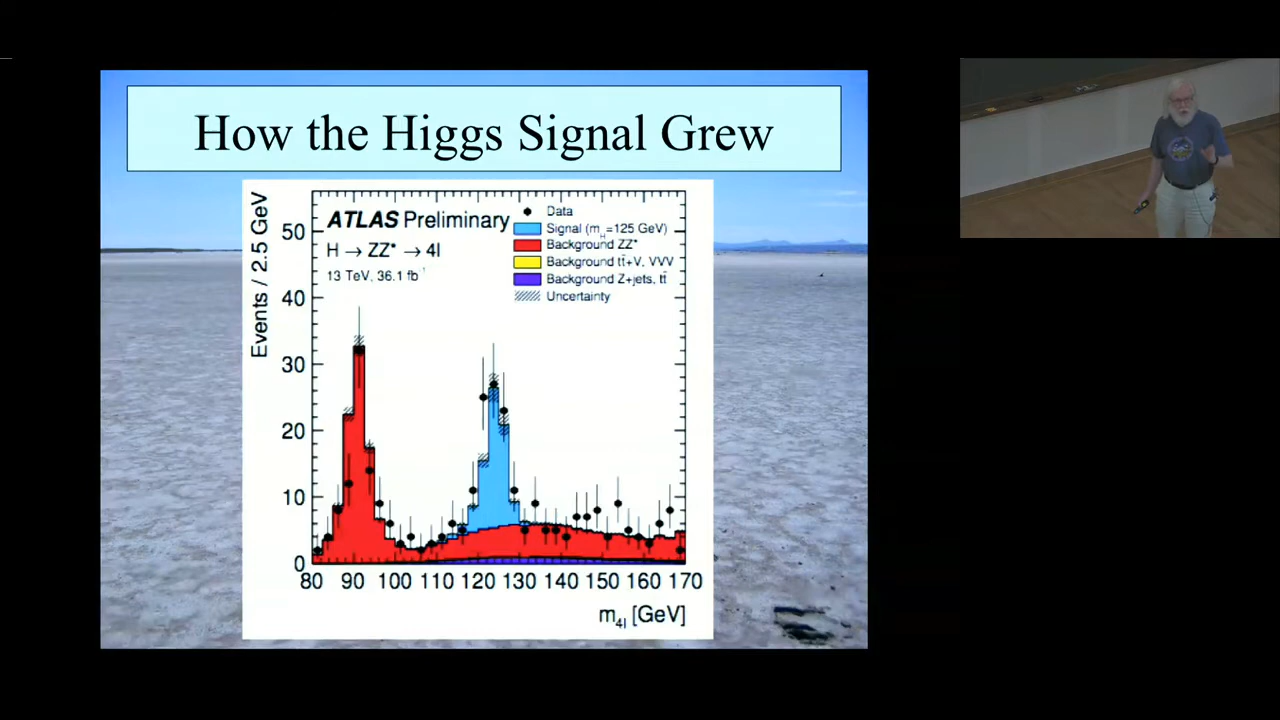 How the Higgs Signal Grew
ATLAS Preliminary
H → ZZ* → 4l
13 TeV, 36.1 fb⁻¹
Data
Signal (m_H=125 GeV)
Background ZZ*
Background tt̄+V, VVV
Background Z+jets, tt̄
Uncertainty
Events / 2.5 GeV
50
40
30
20
10
0
80 90 100 110 120 130 140 150 160 170
m_4l [GeV]